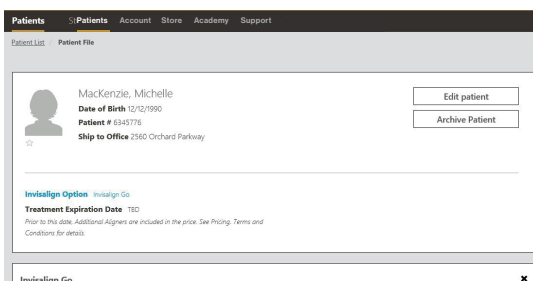 Patients StPatients Account Store Academy Support
Patient List / Patient File
MacKenzie, Michelle
Date of Birth 12/12/1990
Patient # 6345776
Ship to Office 2560 Orchard Parkway
Edit patient
Archive Patient
Invisalign Option Invisalign Go
Treatment Expiration Date TBD
Prior to this date, Additional Aligners are included in the price. See Pricing. Terms and
Conditions for details.
Invisalign Go